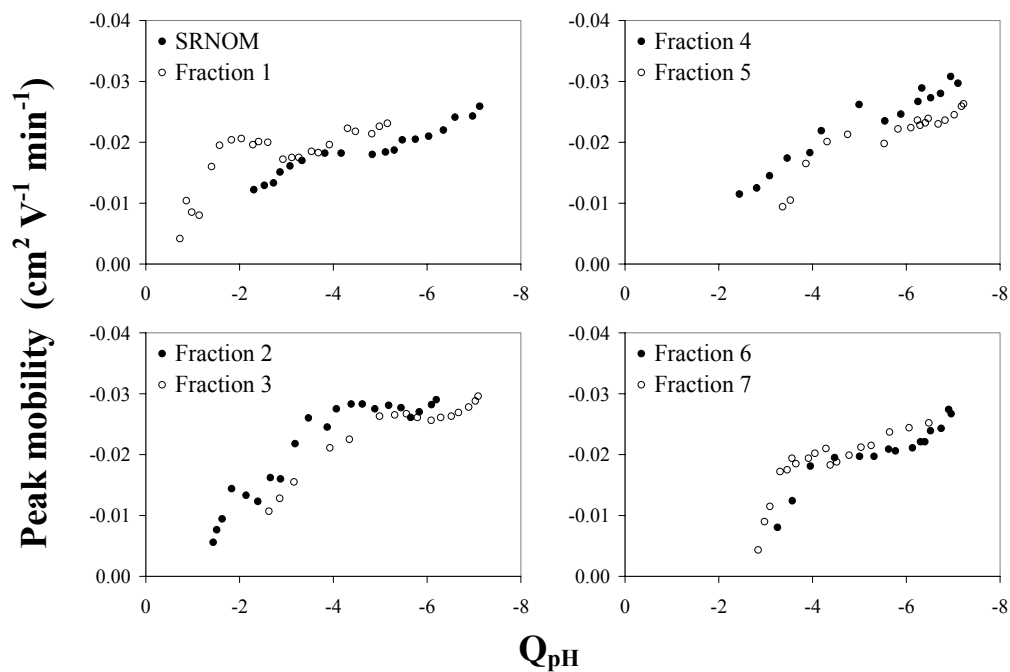 Peak mobility (cm² V⁻¹ min⁻¹)
-0.04
-0.03
-0.02
-0.01
0.00
SRNOM
Fraction 1
0 -2 -4 -6 -8
-0.04
-0.03
-0.02
-0.01
0.00
Fraction 4
Fraction 5
0 -2 -4 -6 -8
-0.04
-0.03
-0.02
-0.01
0.00
Fraction 2
Fraction 3
0 -2 -4 -6 -8
-0.04
-0.03
-0.02
-0.01
0.00
Fraction 6
Fraction 7
0 -2 -4 -6 -8
Q_pH